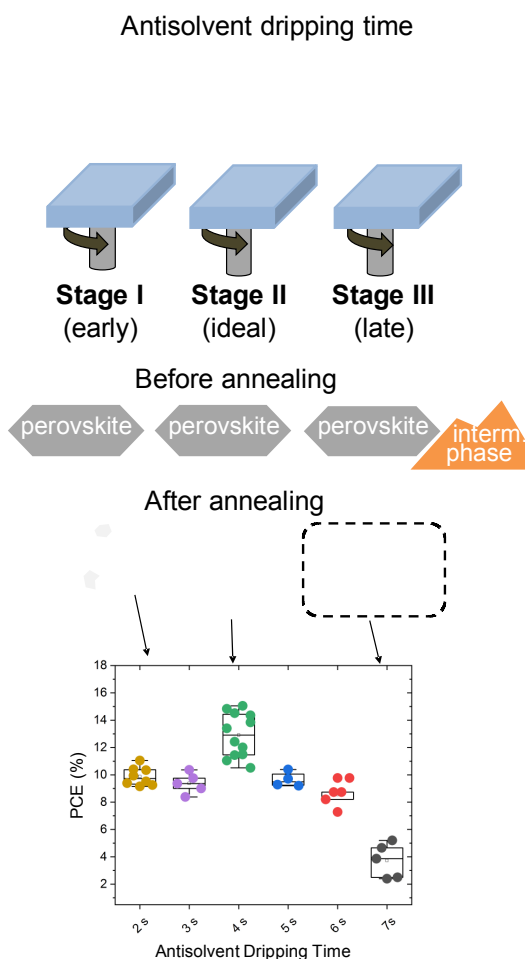 Antisolvent dripping time
Stage I Stage II Stage III
(early) (ideal) (late)
Before annealing
perovskite perovskite perovskite interm.
phase
After annealing
18
16
14
12
10
8
6
4
2
PCE (%)
2 s 3 s 4 s 5 s 6 s 7s
Antisolvent Dripping Time